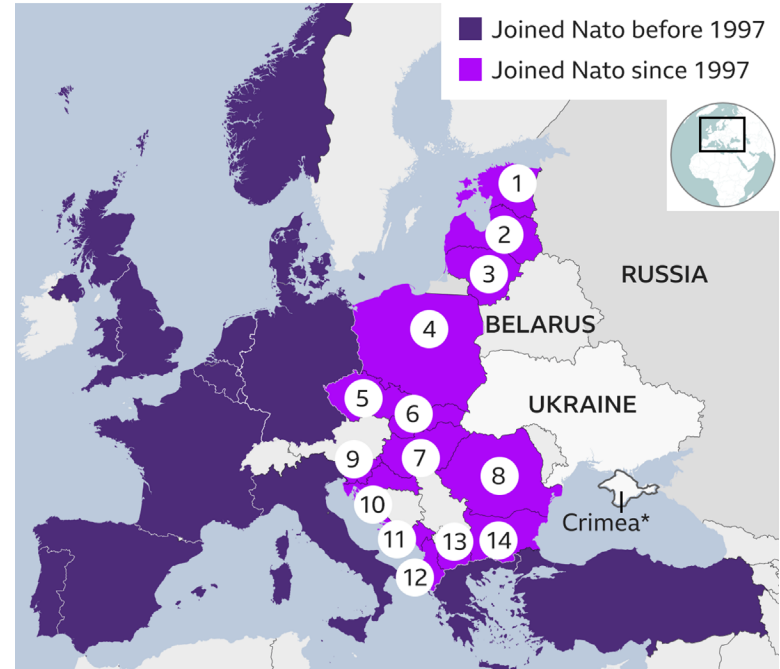 Joined Nato before 1997
Joined Nato since 1997
1
2
RUSSIA
3
BELARUS
4
5
UKRAINE
6
9
7
8
10
Crimea*
11
13
14
12